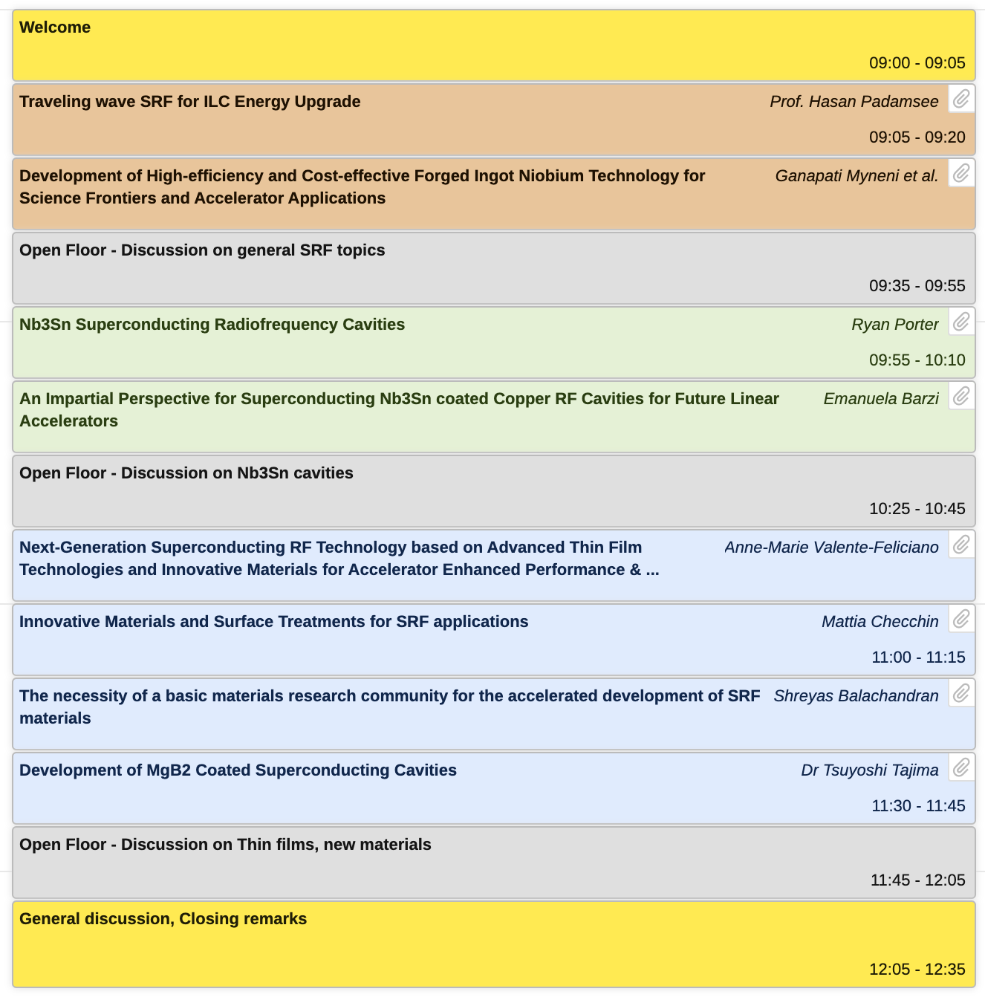 Welcome
09:00 - 09:05
Traveling wave SRF for ILC Energy Upgrade Prof. Hasan Padamsee
09:05 - 09:20
Development of High-efficiency and Cost-effective Forged Ingot Niobium Technology for Ganapati Myneni et al.
Science Frontiers and Accelerator Applications
Open Floor - Discussion on general SRF topics
09:35 - 09:55
Nb3Sn Superconducting Radiofrequency Cavities Ryan Porter
09:55 - 10:10
An Impartial Perspective for Superconducting Nb3Sn coated Copper RF Cavities for Future Linear Emanuela Barzi
Accelerators
Open Floor - Discussion on Nb3Sn cavities
10:25 - 10:45
Next-Generation Superconducting RF Technology based on Advanced Thin Film Anne-Marie Valente-Feliciano
Technologies and Innovative Materials for Accelerator Enhanced Performance & ...
Innovative Materials and Surface Treatments for SRF applications Mattia Checchin
11:00 - 11:15
The necessity of a basic materials research community for the accelerated development of SRF Shreyas Balachandran
materials
Development of MgB2 Coated Superconducting Cavities Dr Tsuyoshi Tajima
11:30 - 11:45
Open Floor - Discussion on Thin films, new materials
11:45 - 12:05
General discussion, Closing remarks
12:05 - 12:35